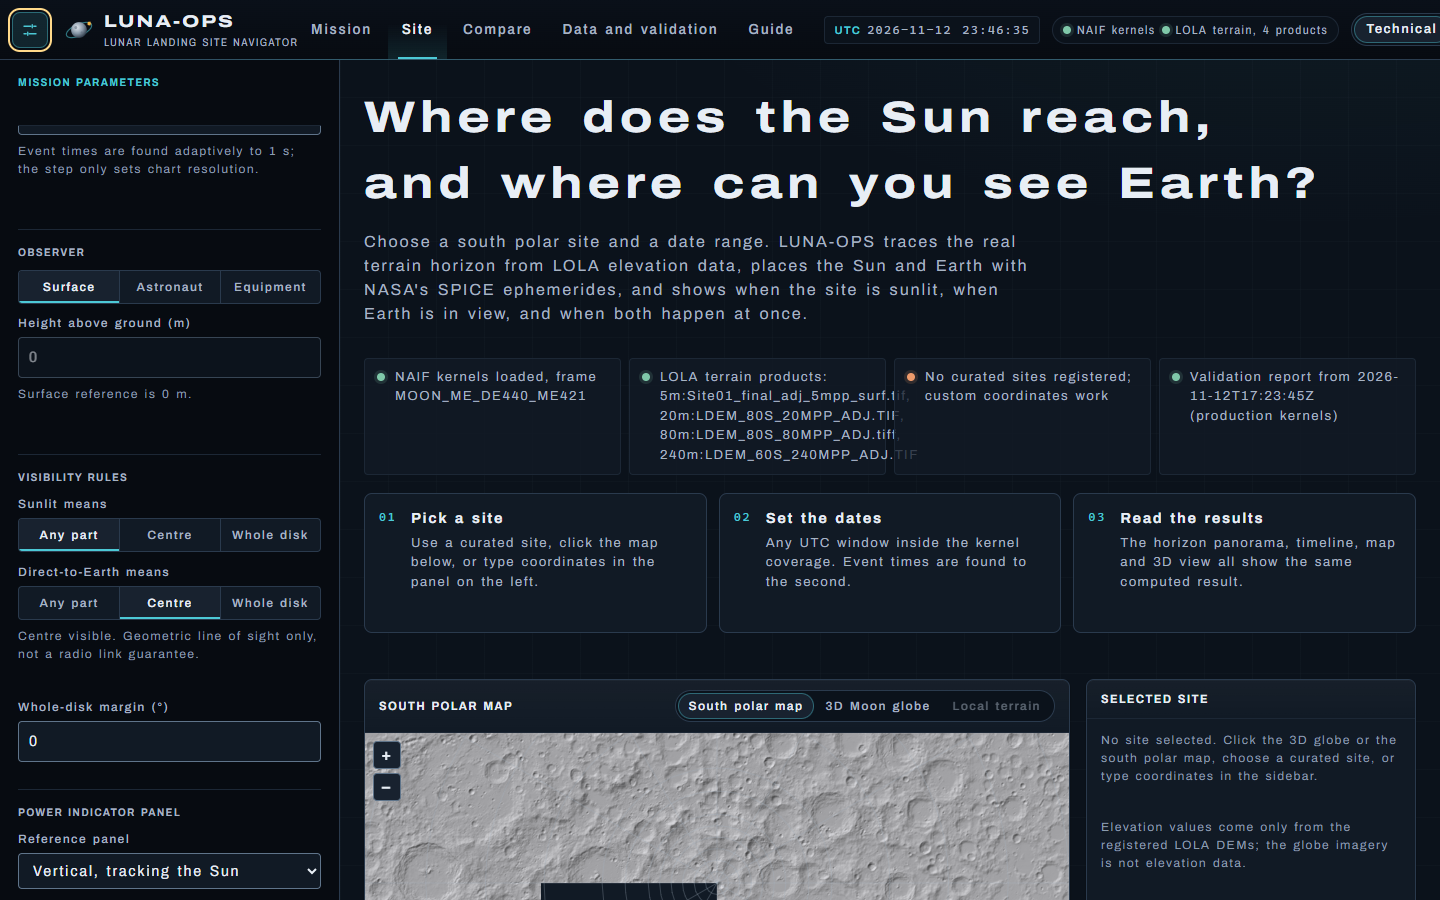 LUNA-OPS
LUNAR LANDING SITE NAVIGATOR
Mission
Site
Compare
Data and validation
Guide
UTC 2026-11-12 23:46:35
NAIF kernels
LOLA terrain, 4 products
Technical
MISSION PARAMETERS
Event times are found adaptively to 1 s;
the step only sets chart resolution.
OBSERVER
Surface
Astronaut
Equipment
Height above ground (m)
0
Surface reference is 0 m.
VISIBILITY RULES
Sunlit means
Any part
Centre
Whole disk
Direct-to-Earth means
Any part
Centre
Whole disk
Centre visible. Geometric line of sight only,
not a radio link guarantee.
Whole-disk margin (°)
0
POWER INDICATOR PANEL
Reference panel
Vertical, tracking the Sun
Where does the Sun reach,
and where can you see Earth?
Choose a south polar site and a date range. LUNA-OPS traces the real
terrain horizon from LOLA elevation data, places the Sun and Earth with
NASA's SPICE ephemerides, and shows when the site is sunlit, when
Earth is in view, and when both happen at once.
NAIF kernels loaded, frame
MOON_ME_DE440_ME421
LOLA terrain products:
5m:Site01_final_adj_5mpp_surf.tif,
20m:LDEM_80S_20MPP_ADJ.TIF,
80m:LDEM_80S_80MPP_ADJ.tiff,
240m:LDEM_60S_240MPP_ADJ.TIF
No curated sites registered;
custom coordinates work
Validation report from 2026-
11-12T17:23:45Z
(production kernels)
01 Pick a site
Use a curated site, click the map
below, or type coordinates in the
panel on the left.
02 Set the dates
Any UTC window inside the kernel
coverage. Event times are found to
the second.
03 Read the results
The horizon panorama, timeline, map
and 3D view all show the same
computed result.
SOUTH POLAR MAP
South polar map
3D Moon globe
Local terrain
+
−
SELECTED SITE
No site selected. Click the 3D globe or the
south polar map, choose a curated site, or
type coordinates in the sidebar.
Elevation values come only from the
registered LOLA DEMs; the globe imagery
is not elevation data.